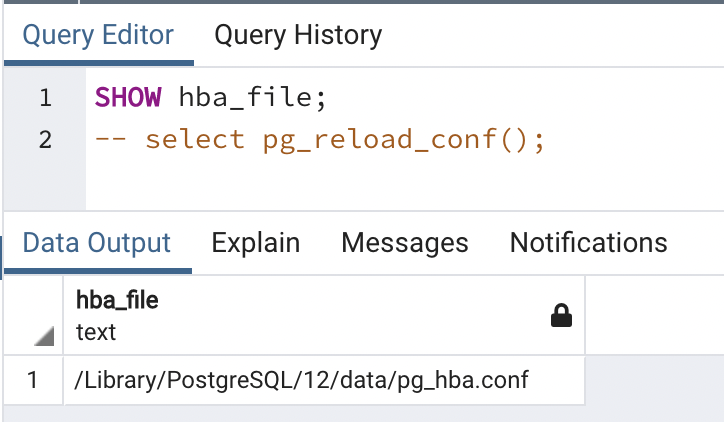 Query Editor Query History
1 SHOW hba_file;
2 -- select pg_reload_conf();
Data Output Explain Messages Notifications
hba_file
text
1 /Library/PostgreSQL/12/data/pg_hba.conf